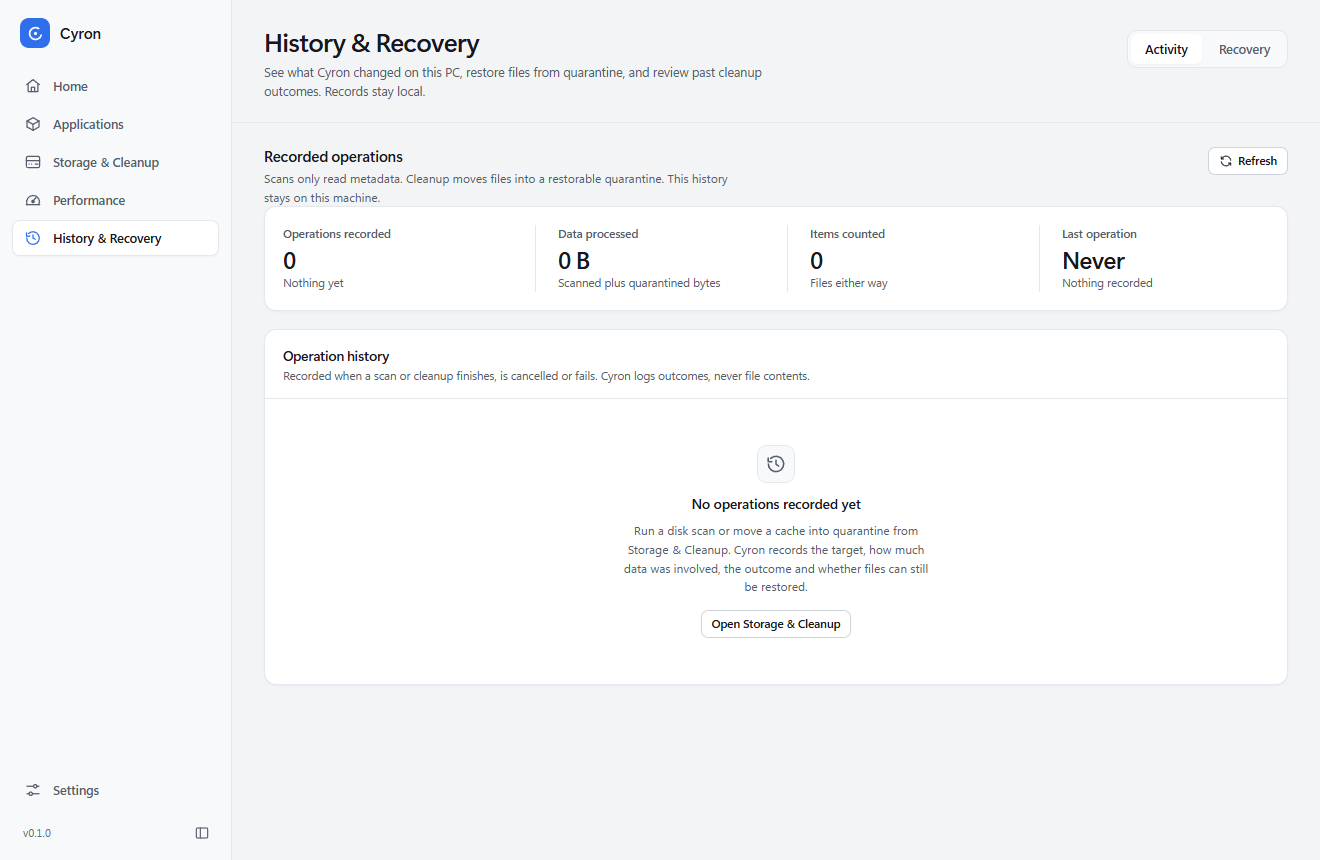 Cyron
Home
Applications
Storage & Cleanup
Performance
History & Recovery
Settings
v0.1.0
History & Recovery
See what Cyron changed on this PC, restore files from quarantine, and review past cleanup
outcomes. Records stay local.
Activity
Recovery
Recorded operations
Scans only read metadata. Cleanup moves files into a restorable quarantine. This history
stays on this machine.
Refresh
Operations recorded
0
Nothing yet
Data processed
0 B
Scanned plus quarantined bytes
Items counted
0
Files either way
Last operation
Never
Nothing recorded
Operation history
Recorded when a scan or cleanup finishes, is cancelled or fails. Cyron logs outcomes, never file contents.
No operations recorded yet
Run a disk scan or move a cache into quarantine from
Storage & Cleanup. Cyron records the target, how much
data was involved, the outcome and whether files can still
be restored.
Open Storage & Cleanup